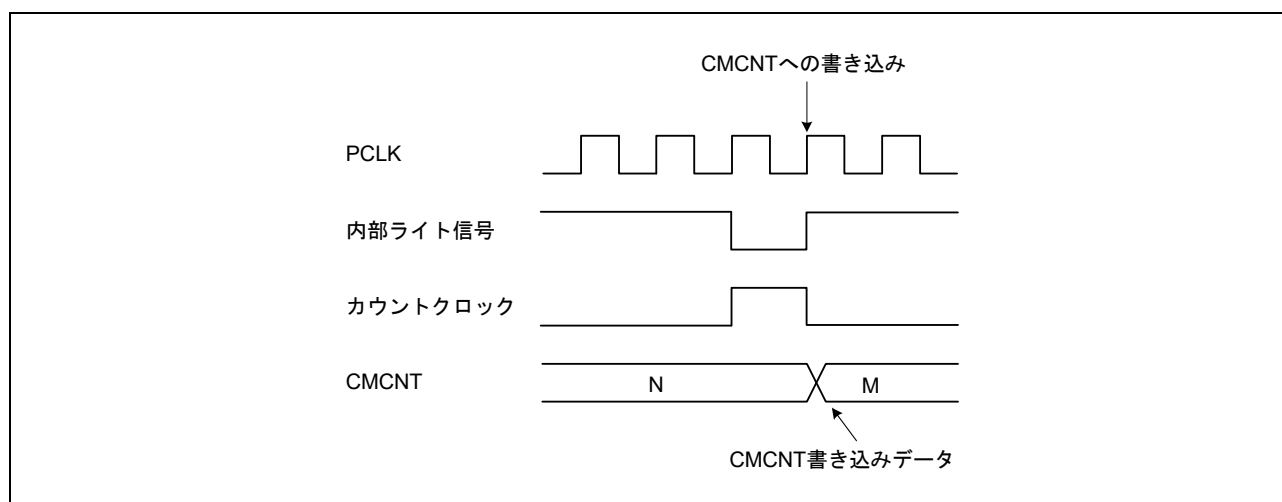 CMCNTへの書き込み
PCLK
内部ライト信号
カウントクロック
CMCNT
N
M
CMCNT書き込みデータ